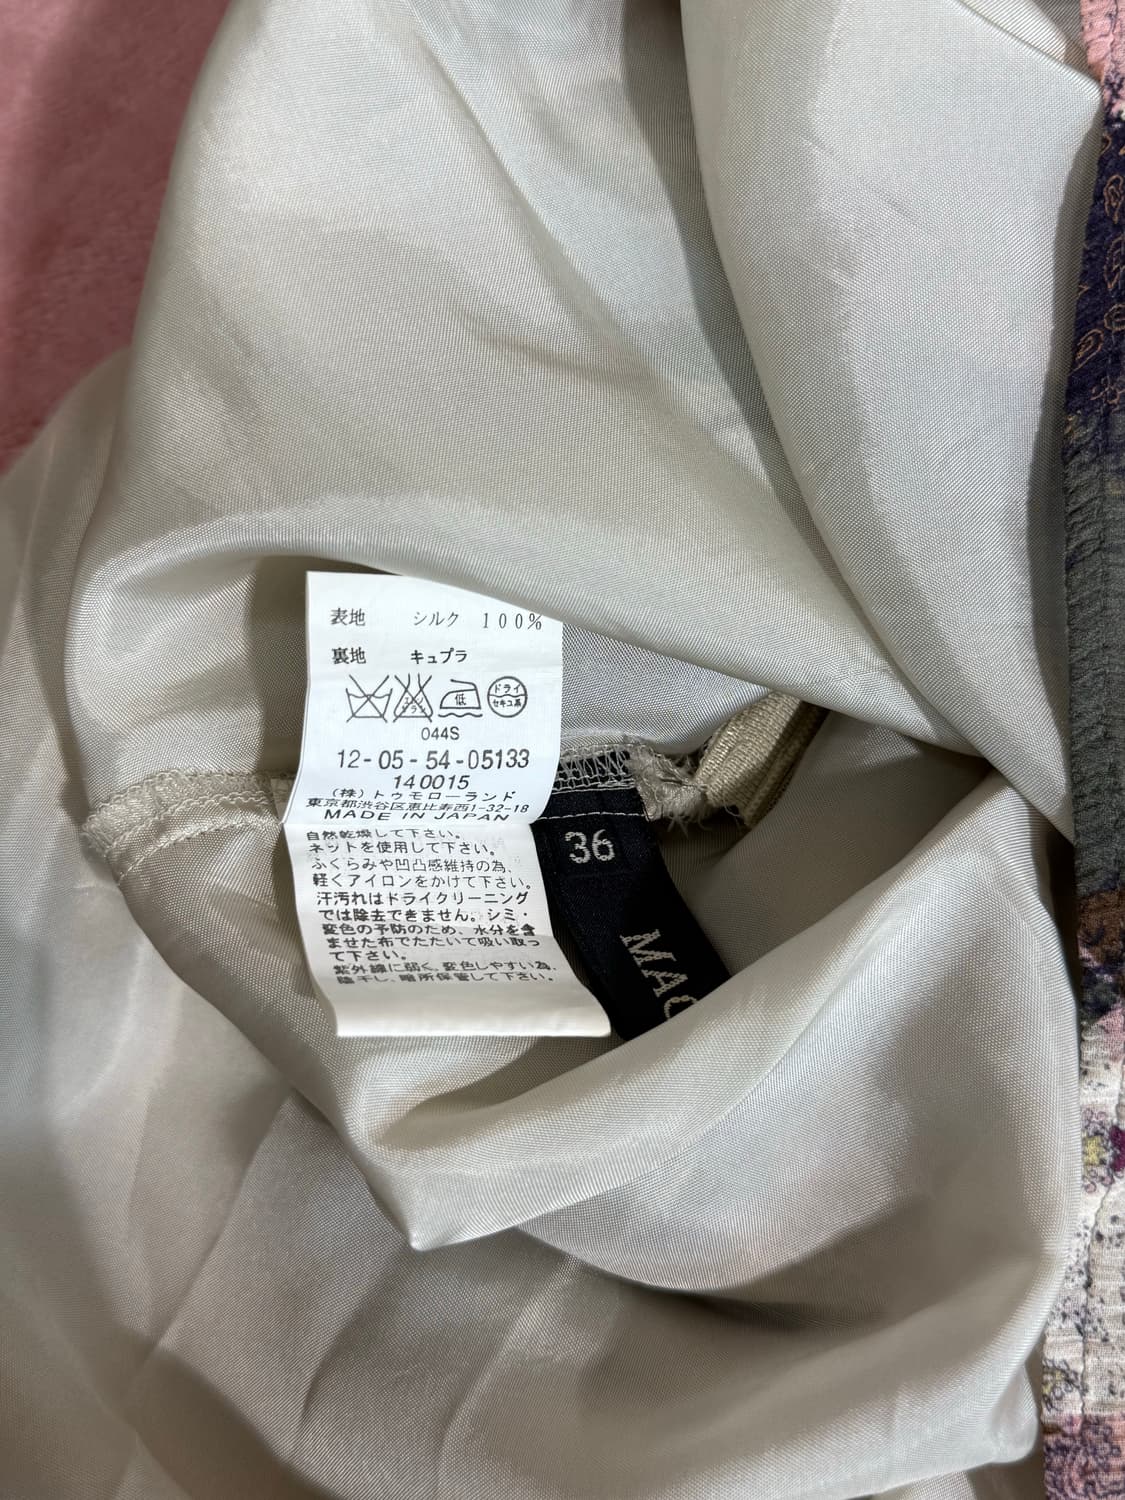 表地 シルク 100%
裏地 キュプラ
低 ドライ セキユ系
044S
12-05-54-05133
140015
(株)トゥモローランド
東京都渋谷区恵比寿西1-32-18
MADE IN JAPAN
自然乾燥して下さい。
ネットを使用して下さい。
ふくらみや凹凸感維持の為、
軽くアイロンをかけて下さい。
汗汚れはドライクリーニング
では除去できません。シミ・
変色の予防のため、水分を含
ませた布でたたいて吸い取っ
て下さい。
紫外線に弱く、変色しやすい為、
陰干し、暗所保管して下さい。
36
MAC